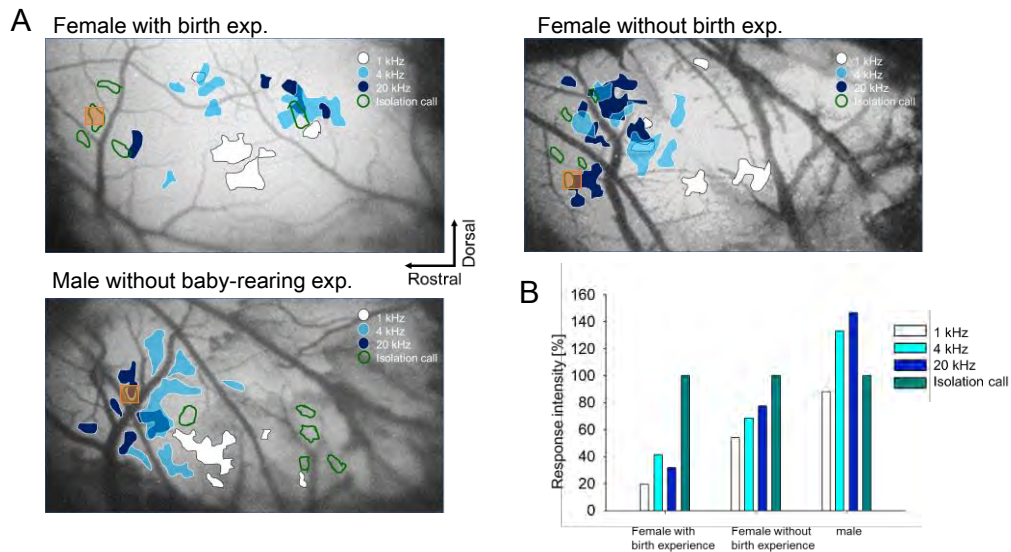 A
Female with birth exp.
1 kHz
4 kHz
20 kHz
Isolation call
Female without birth exp.
1 kHz
4 kHz
20 kHz
Isolation call
Dorsal
Rostral
Male without baby-rearing exp.
1 kHz
4 kHz
20 kHz
Isolation call
B
Response intensity [%]
160
140
120
100
80
60
40
20
0
1 kHz
4 kHz
20 kHz
Isolation call
Female with
birth experience
Female without
birth experience
male